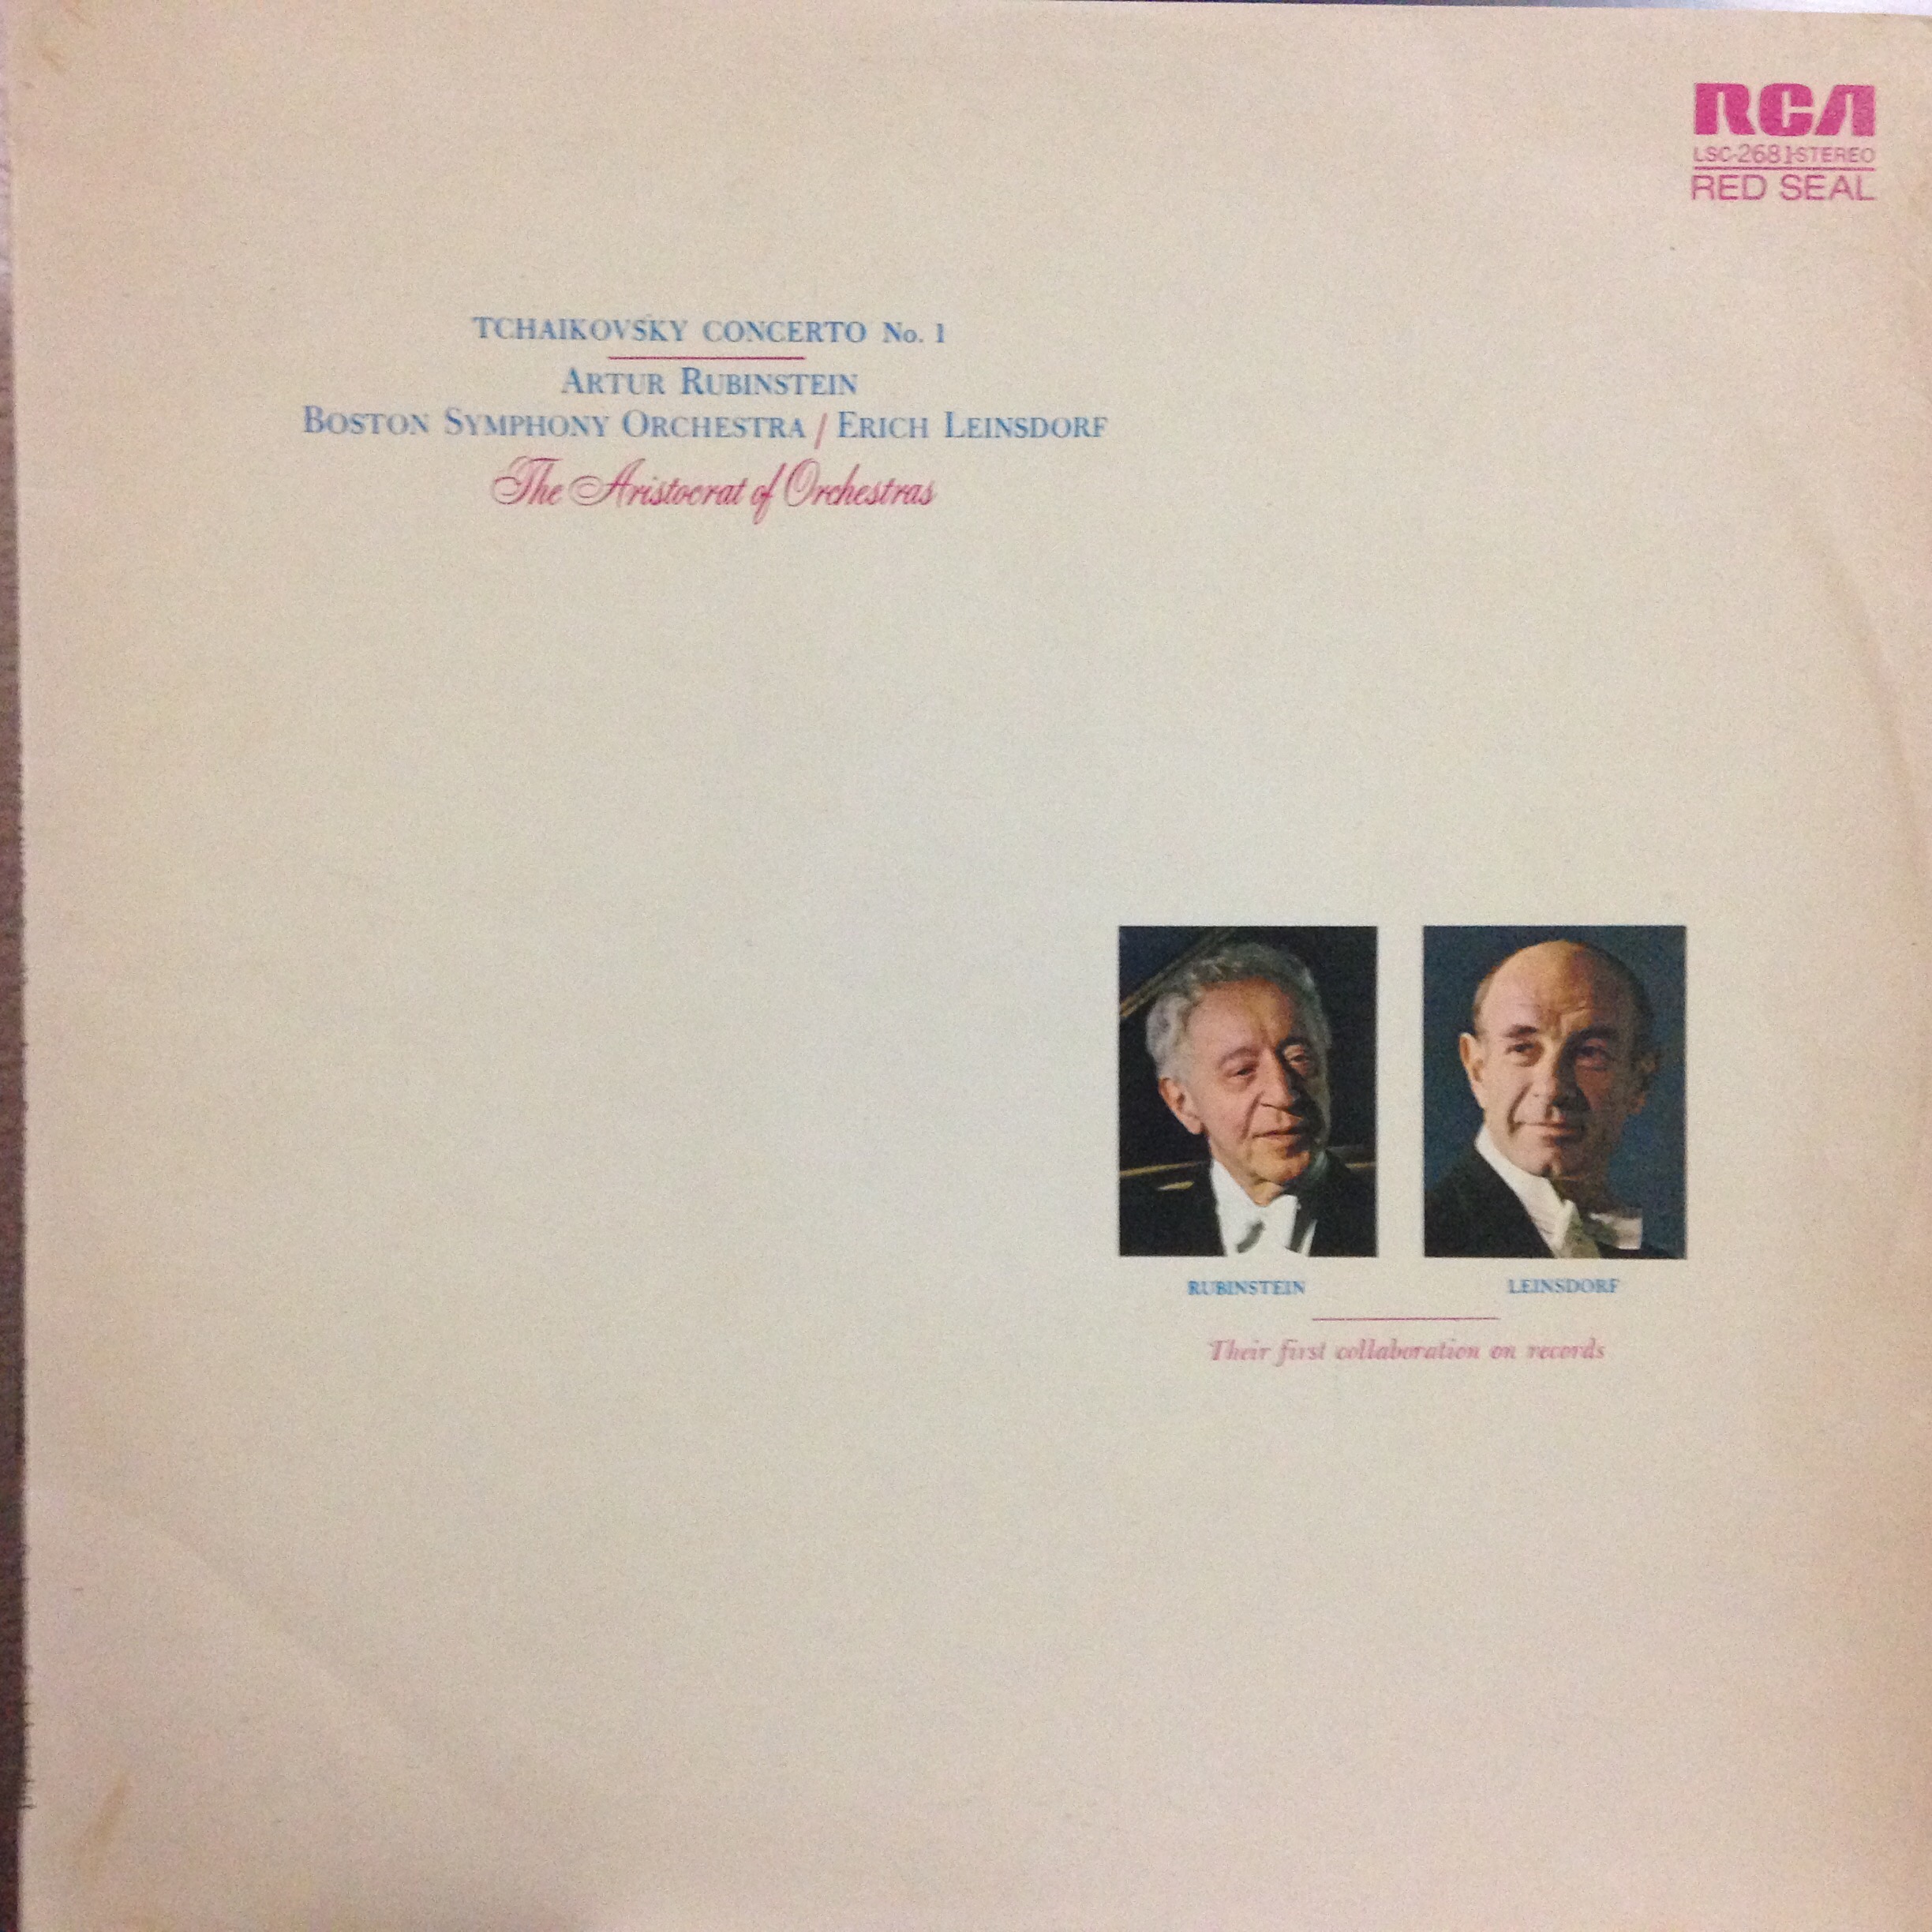 RCA
LSC-2681-STEREO
RED SEAL
TCHAIKOVSKY CONCERTO No. 1
ARTUR RUBINSTEIN
BOSTON SYMPHONY ORCHESTRA / ERICH LEINSDORF
The Aristocrat of Orchestras
RUBINSTEIN
LEINSDORF
Their first collaboration on records